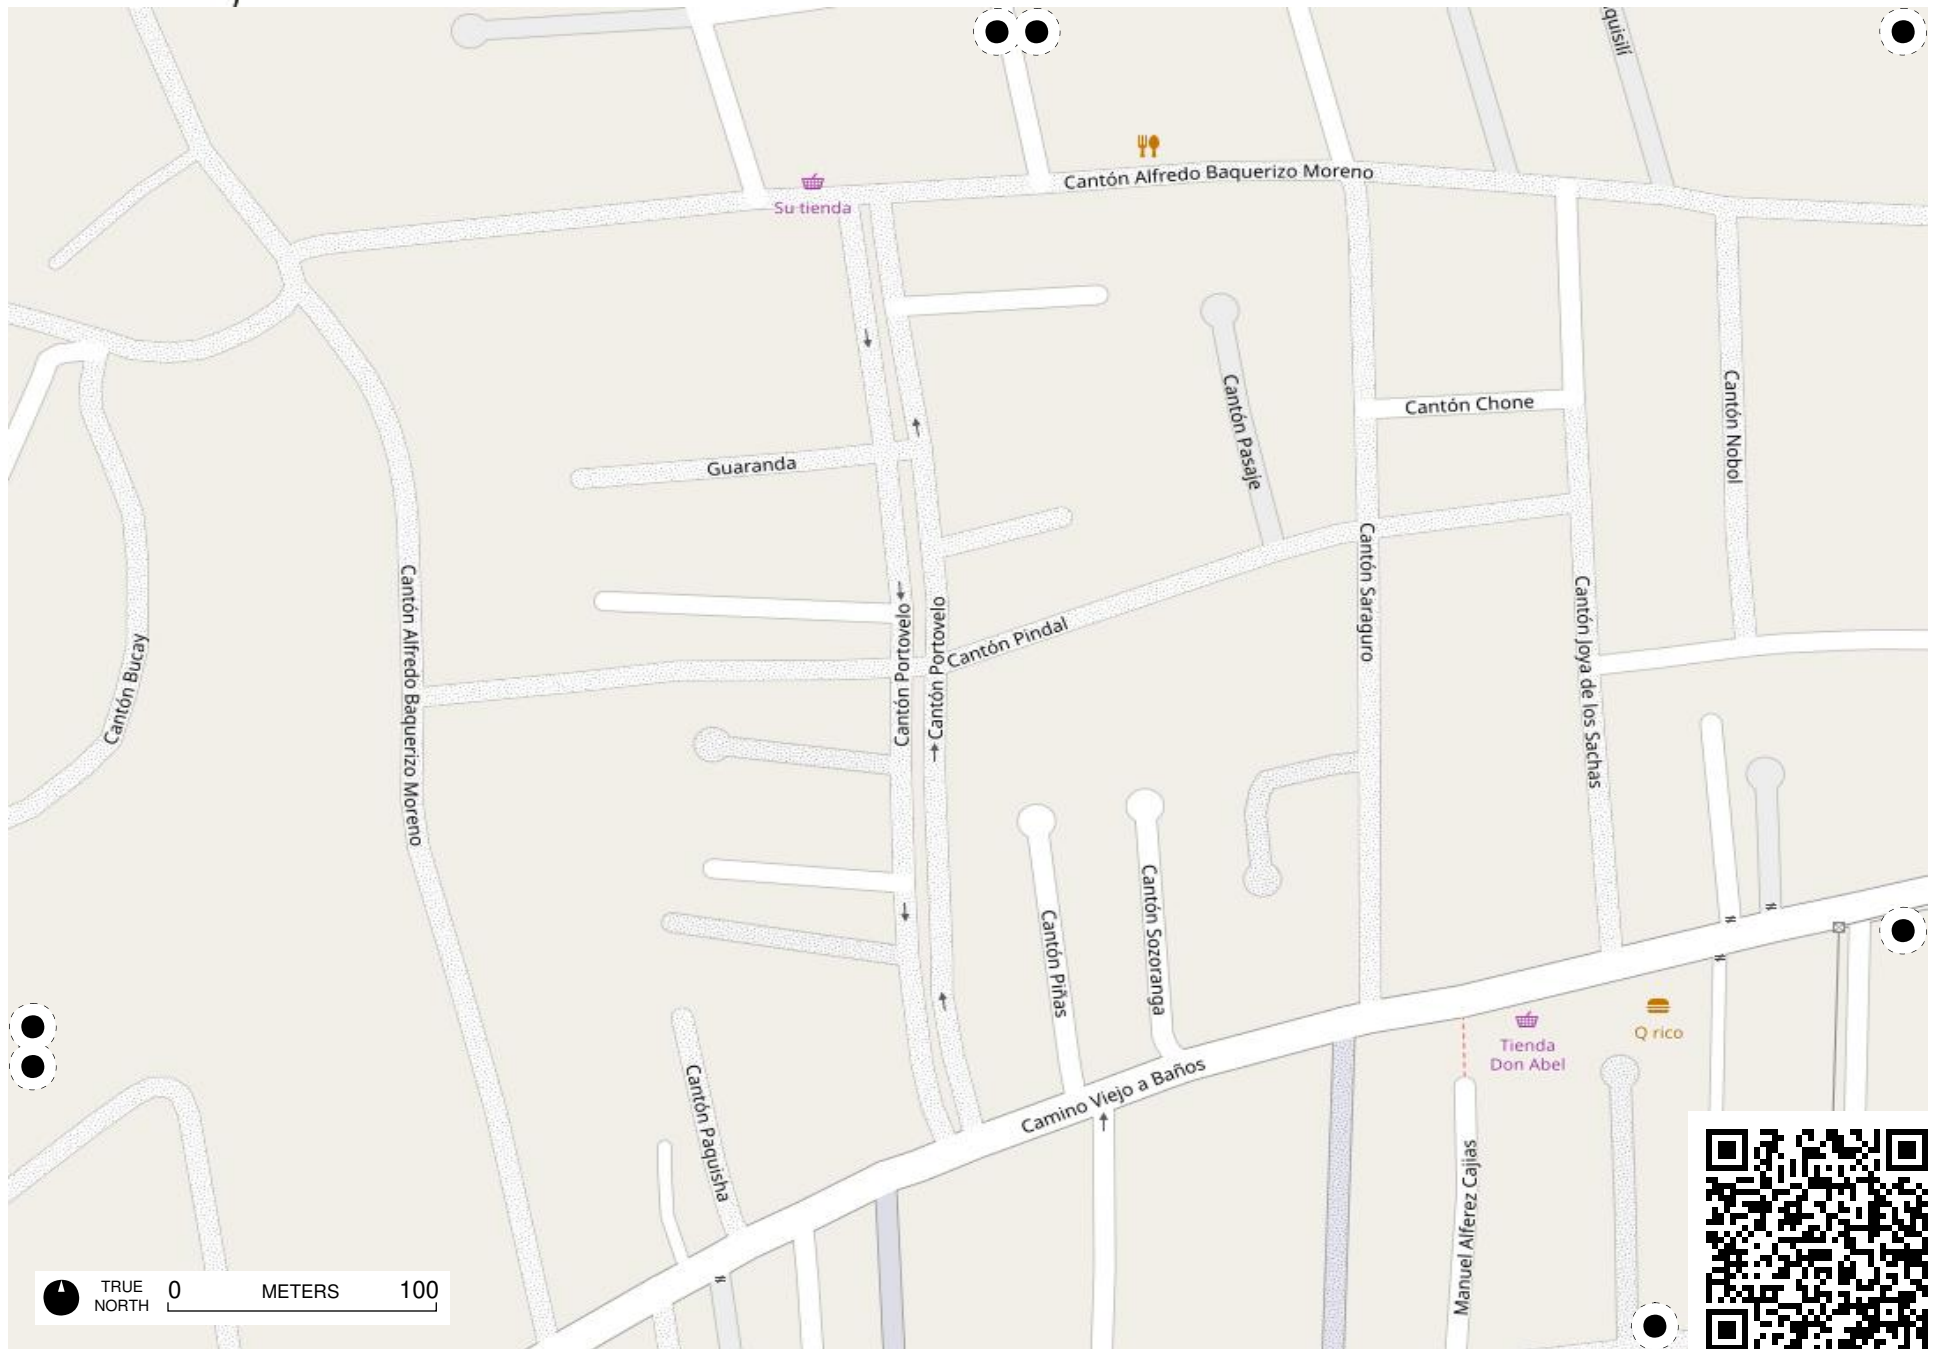 quisilí
Cantón Alfredo Baquerizo Moreno
Su tienda
Cantón Pasaje
Cantón Chone
Cantón Nobol
Guaranda
Cantón Saraguro
Cantón Alfredo Baquerizo Moreno
Cantón Portovelo
Cantón Portovelo
Cantón Pindal
Cantón Joya de los Sachas
Cantón Bucay
Cantón Sozoranga
Cantón Piñas
Q rico
Tienda
Don Abel
Camino Viejo a Baños
Cantón Paquisha
Manuel Alferez Cajias
TRUE
NORTH
0 METERS 100